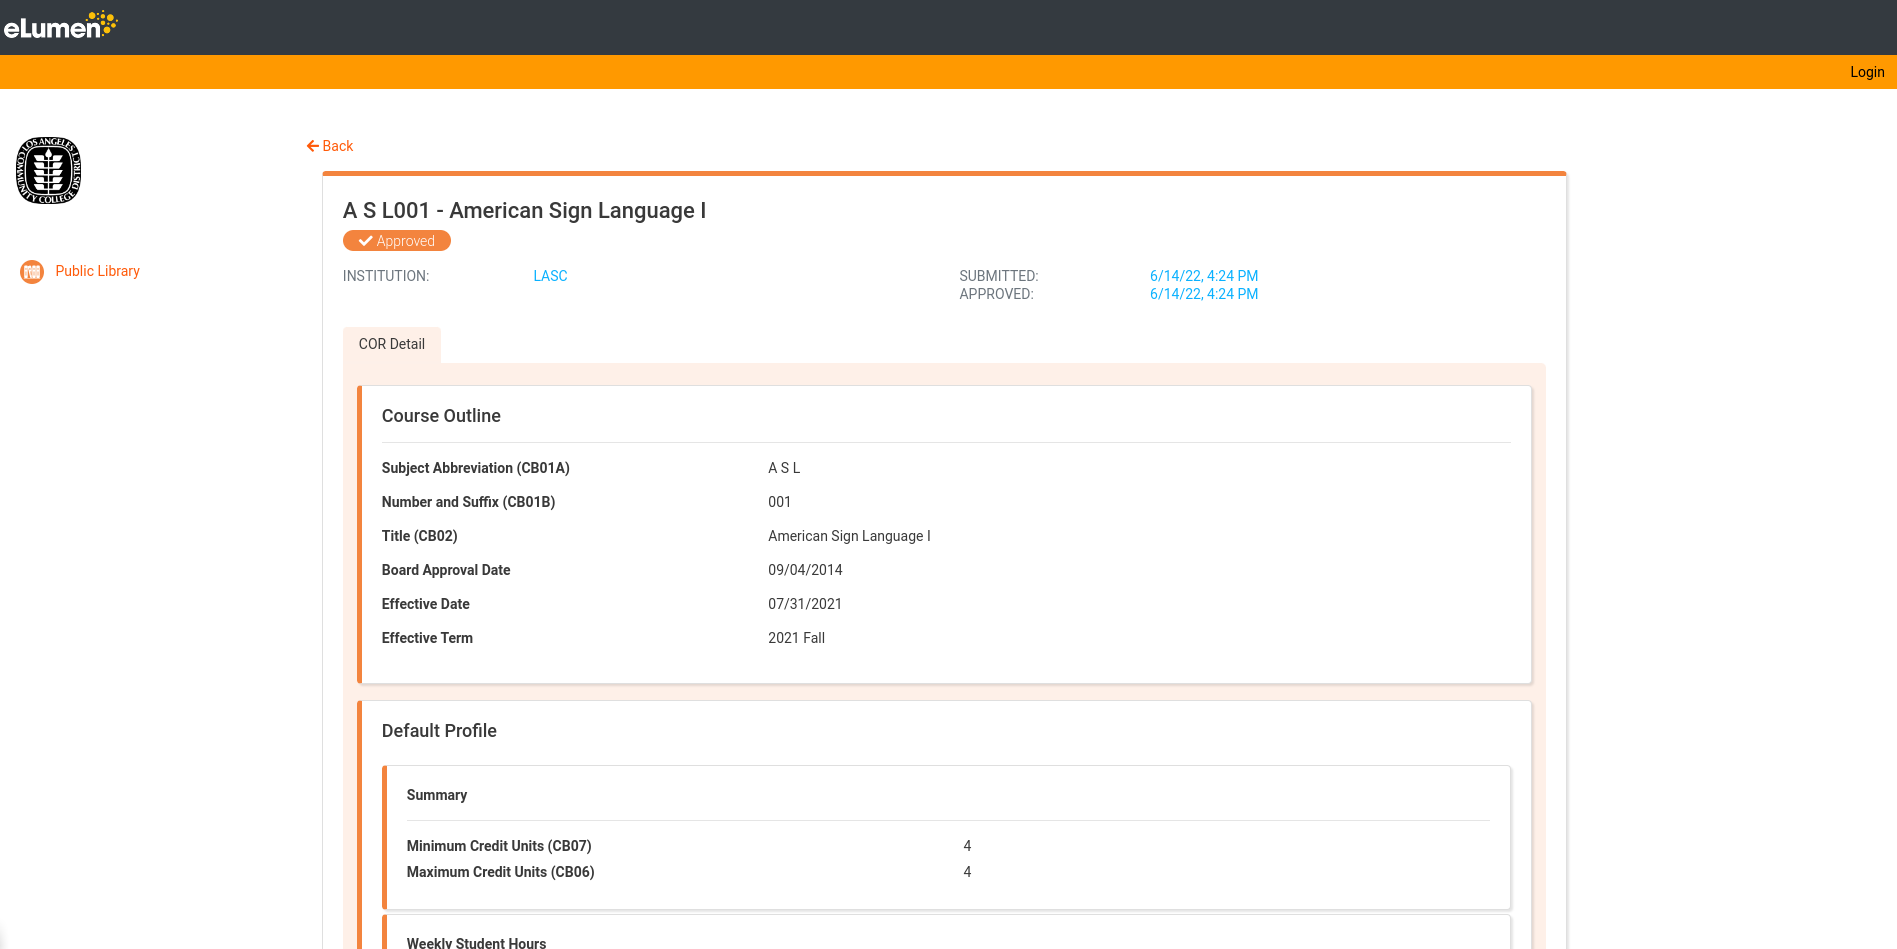 eLumen
Login
LOS ANGELES
COMMUNITY COLLEGE DISTRICT
Back
A S L001 - American Sign Language I
Approved
INSTITUTION: LASC SUBMITTED: 6/14/22, 4:24 PM
APPROVED: 6/14/22, 4:24 PM
Public Library
COR Detail
Course Outline
Subject Abbreviation (CB01A) A S L
Number and Suffix (CB01B) 001
Title (CB02) American Sign Language I
Board Approval Date 09/04/2014
Effective Date 07/31/2021
Effective Term 2021 Fall
Default Profile
Summary
Minimum Credit Units (CB07) 4
Maximum Credit Units (CB06) 4
Weekly Student Hours